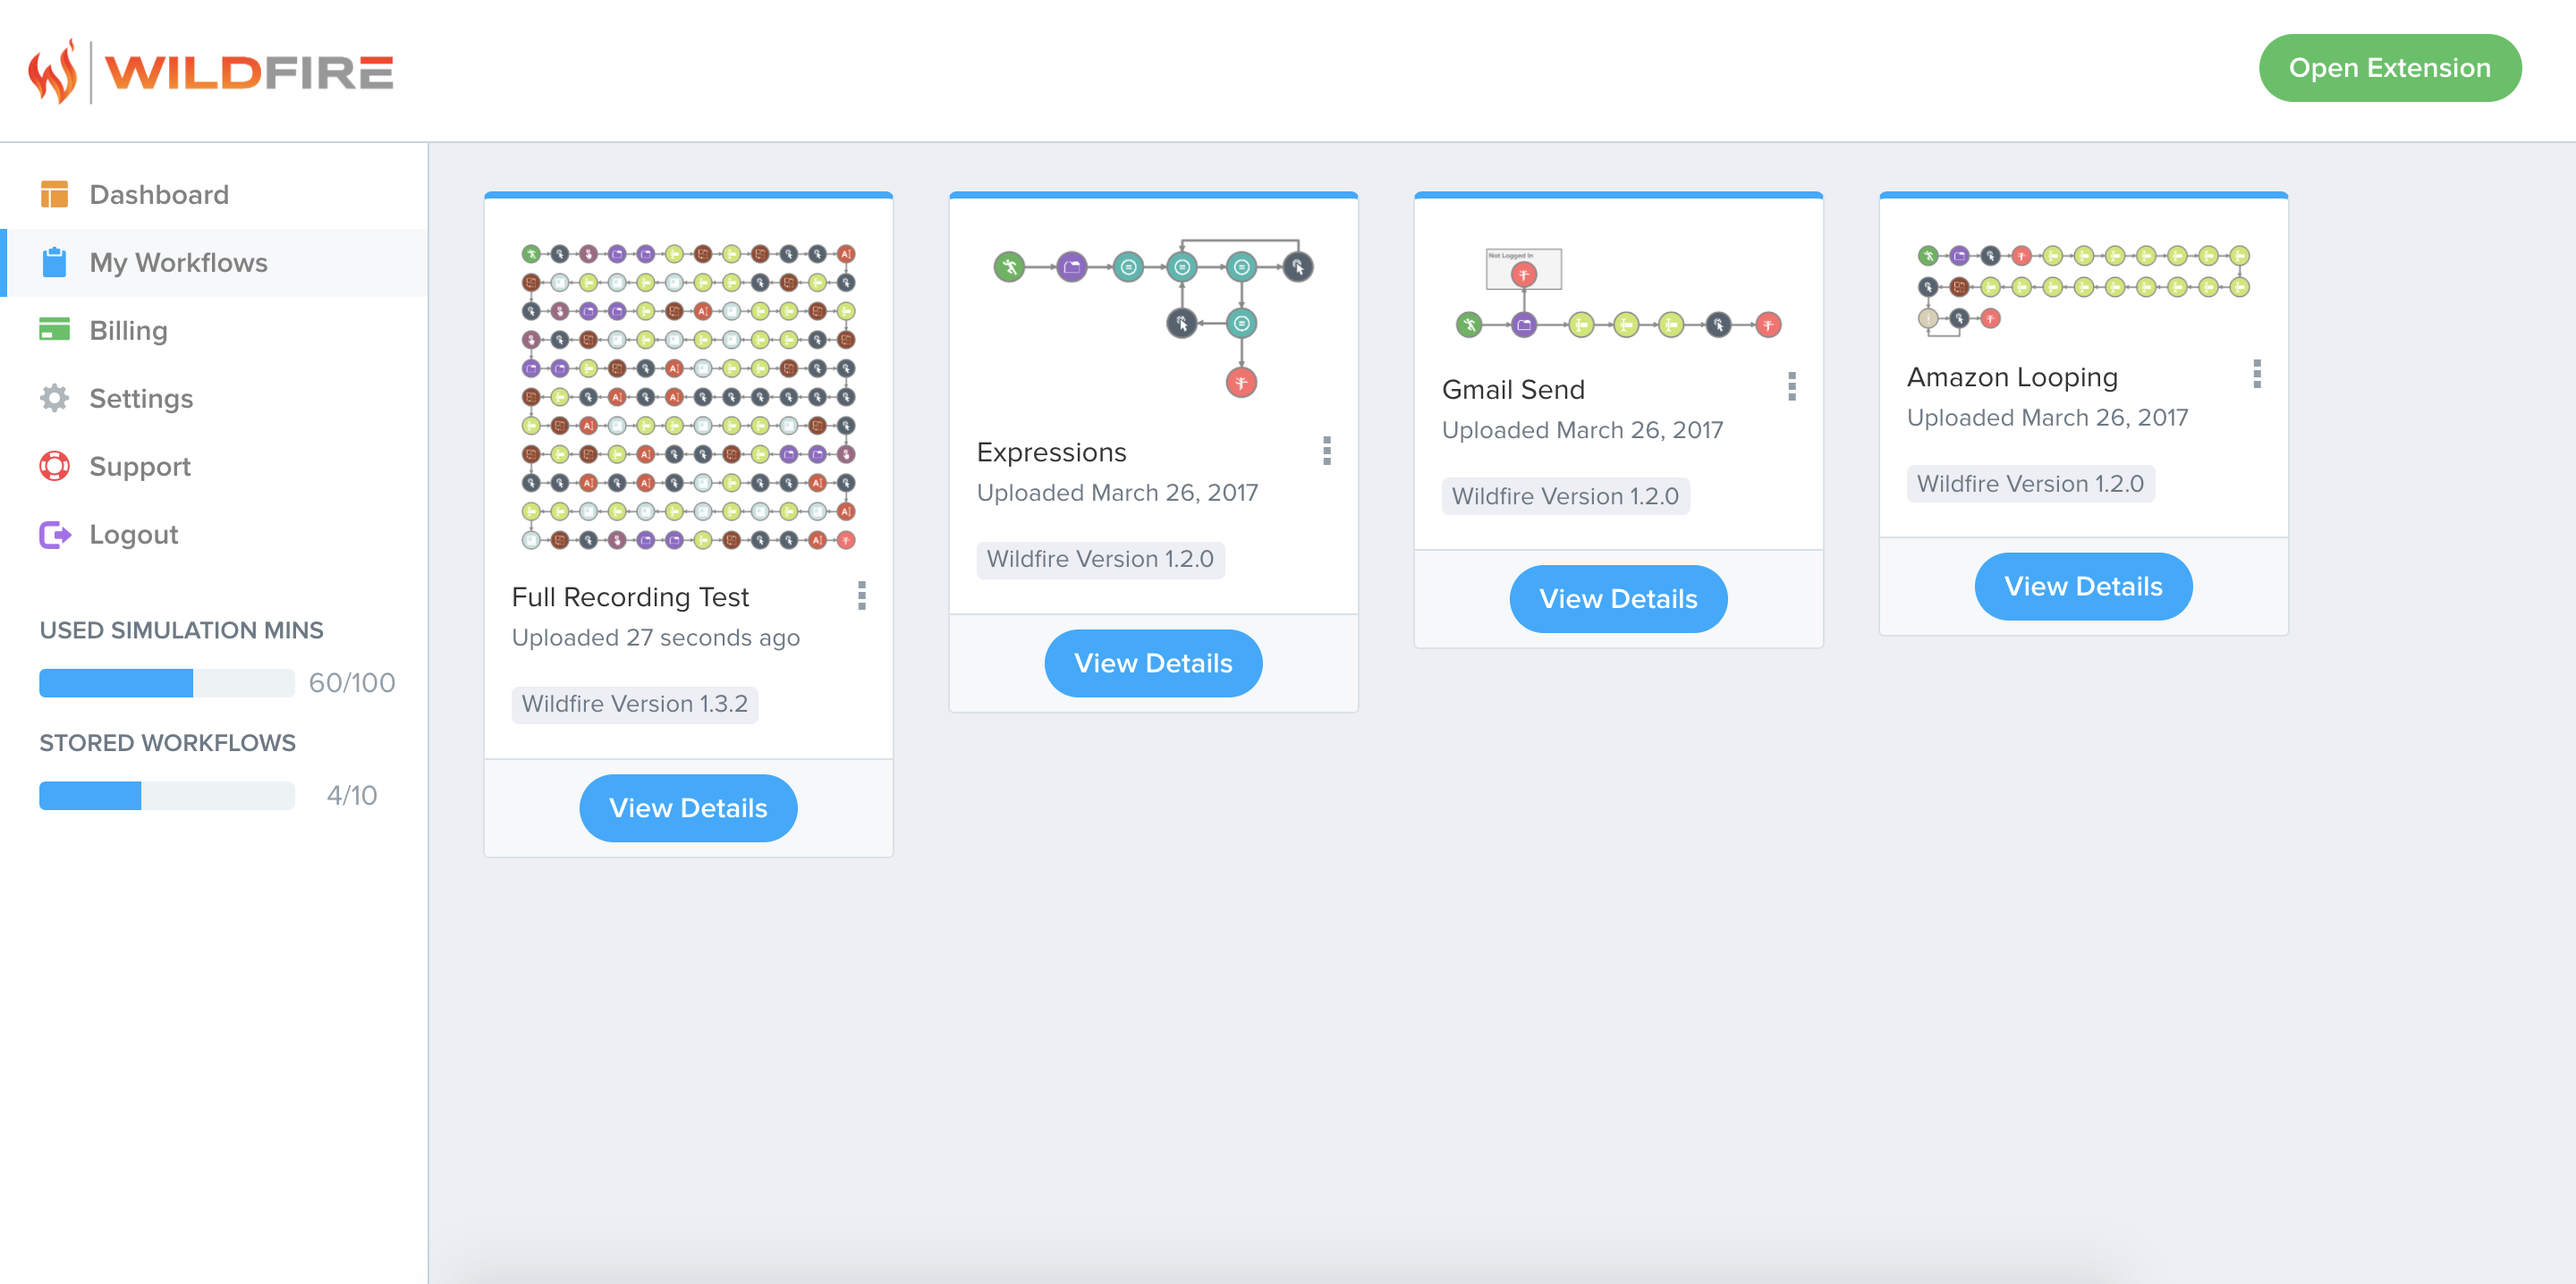 WILDFIRE
Open Extension
Dashboard
My Workflows
Billing
Settings
Support
Logout
USED SIMULATION MINS
60/100
STORED WORKFLOWS
4/10
Full Recording Test
Uploaded 27 seconds ago
Wildfire Version 1.3.2
View Details
Expressions
Uploaded March 26, 2017
Wildfire Version 1.2.0
View Details
Not Logged In
Gmail Send
Uploaded March 26, 2017
Wildfire Version 1.2.0
View Details
Amazon Looping
Uploaded March 26, 2017
Wildfire Version 1.2.0
View Details